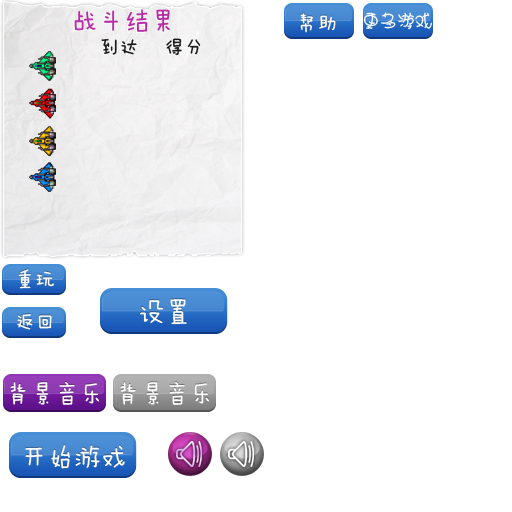 战斗结果
到达 得分
帮助
更多游戏
重玩
返回
设置
背景音乐
背景音乐
开始游戏